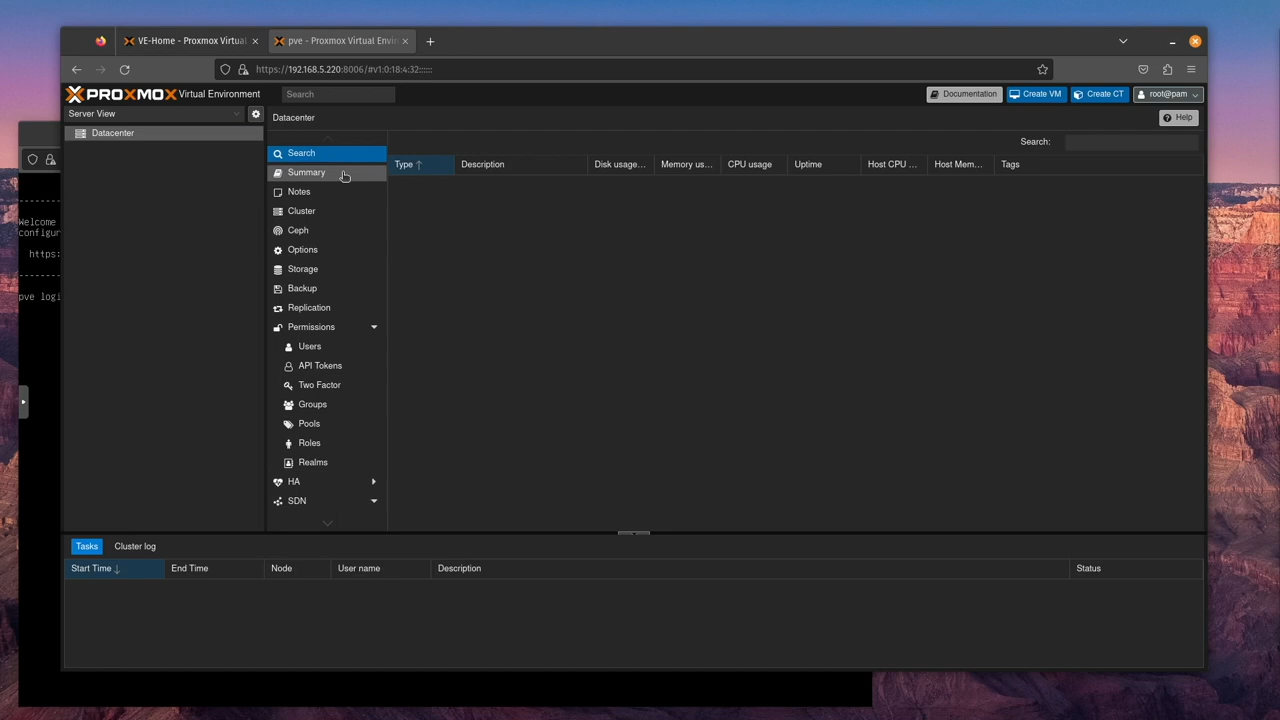 VE-Home - Proxmox Virtual
pve - Proxmox Virtual Envir
https://192.168.5.220:8006/#v1:0:18:4:32::::::
PROXMOX Virtual Environment
Search
Documentation
Create VM
Create CT
root@pam
Server View
Datacenter
Help
Datacenter
Search:
Search
Summary
Notes
Cluster
Ceph
Options
Storage
Backup
Replication
Permissions
Users
API Tokens
Two Factor
Groups
Pools
Roles
Realms
HA
SDN
Type
Description
Disk usage...
Memory us...
CPU usage
Uptime
Host CPU ...
Host Mem...
Tags
--------
Welcome
configur
https:
--------
pve logi
Tasks
Cluster log
Start Time
End Time
Node
User name
Description
Status